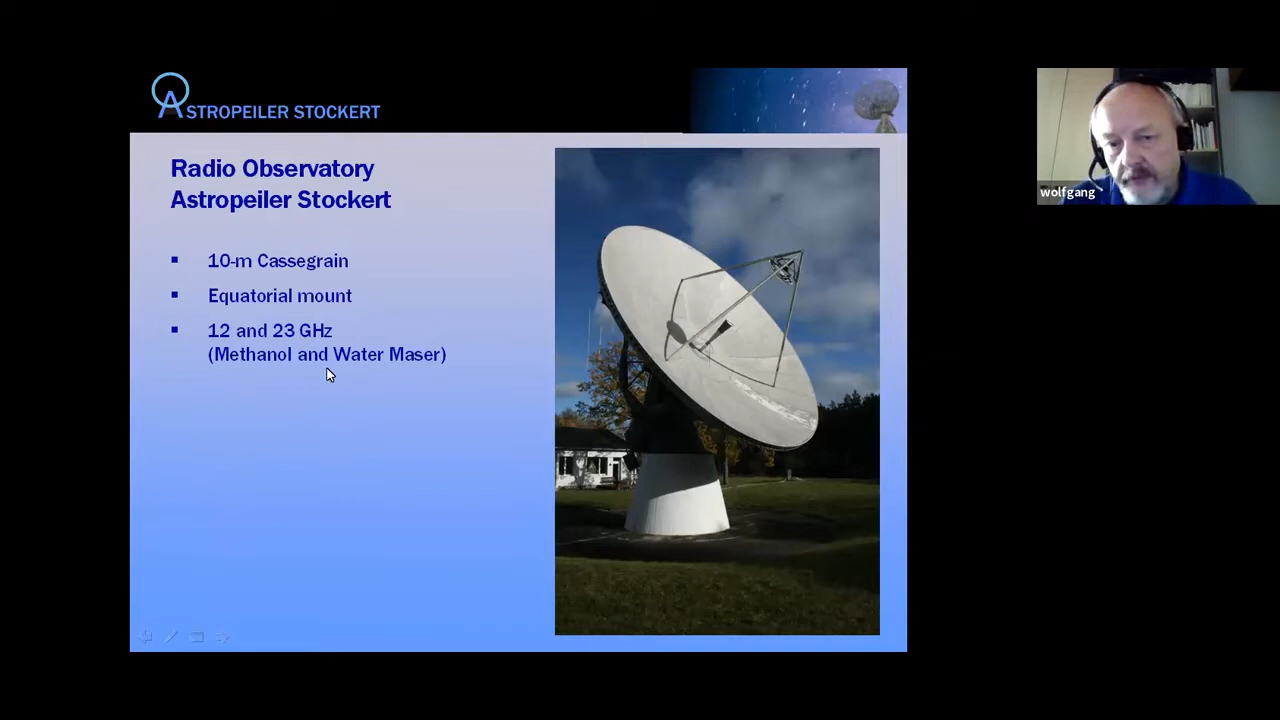 ASTROPEILER STOCKERT
Radio Observatory
Astropeiler Stockert
▪ 10-m Cassegrain
▪ Equatorial mount
▪ 12 and 23 GHz
(Methanol and Water Maser)
wolfgang